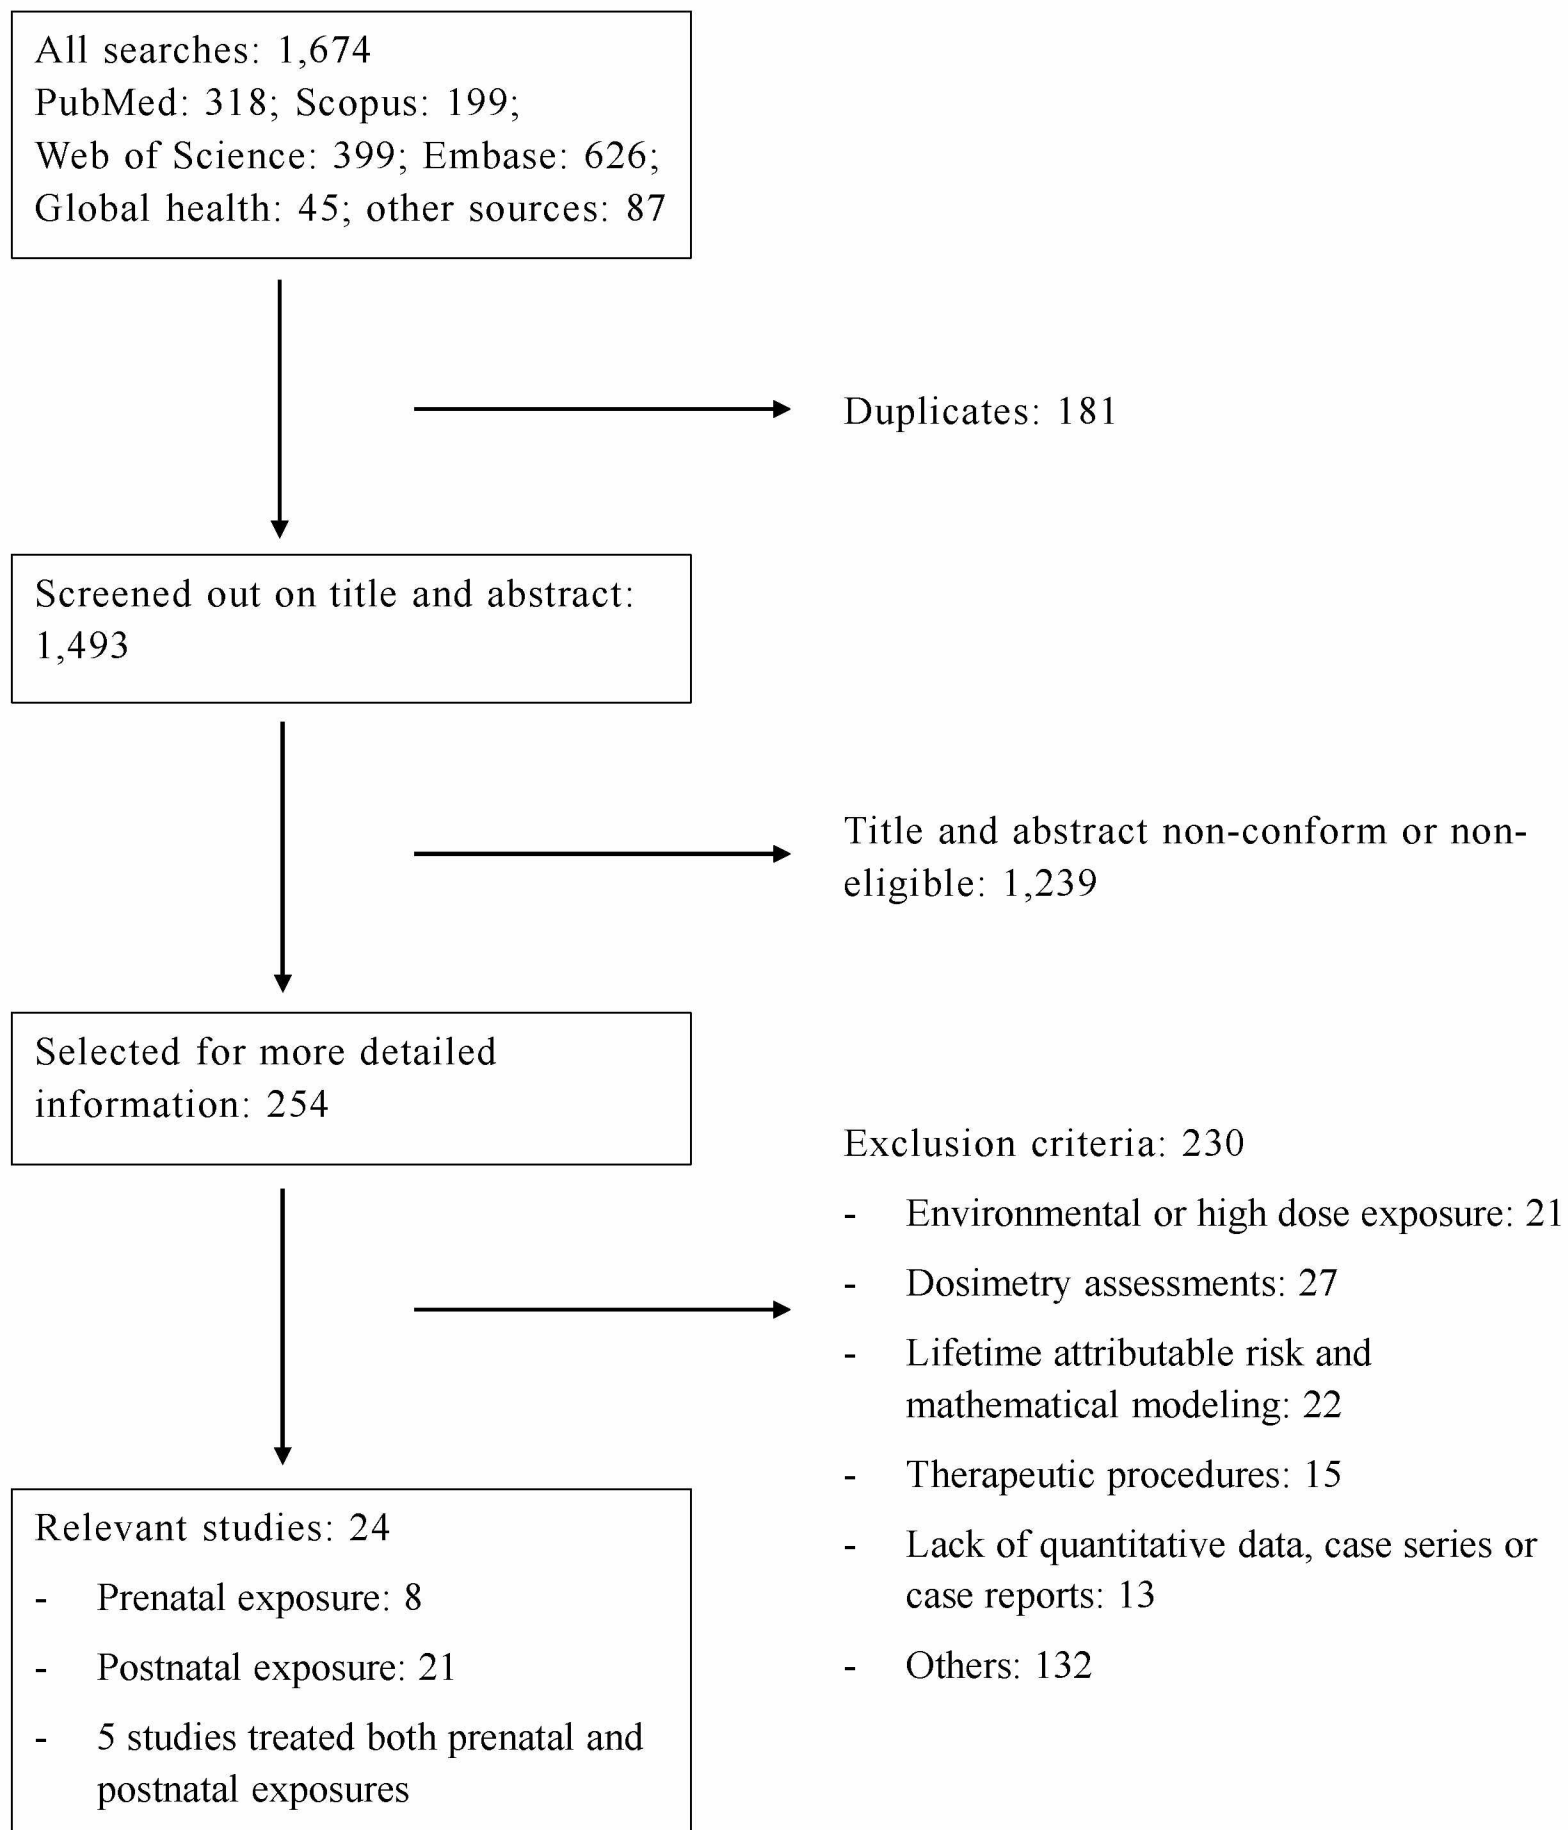 All searches: 1,674
PubMed: 318; Scopus: 199;
Web of Science: 399; Embase: 626;
Global health: 45; other sources: 87
Duplicates: 181
Screened out on title and abstract:
1,493
Title and abstract non-conform or non-
eligible: 1,239
Selected for more detailed
information: 254
Exclusion criteria: 230
- Environmental or high dose exposure: 21
- Dosimetry assessments: 27
- Lifetime attributable risk and
mathematical modeling: 22
- Therapeutic procedures: 15
- Lack of quantitative data, case series or
case reports: 13
- Others: 132
Relevant studies: 24
- Prenatal exposure: 8
- Postnatal exposure: 21
- 5 studies treated both prenatal and
postnatal exposures